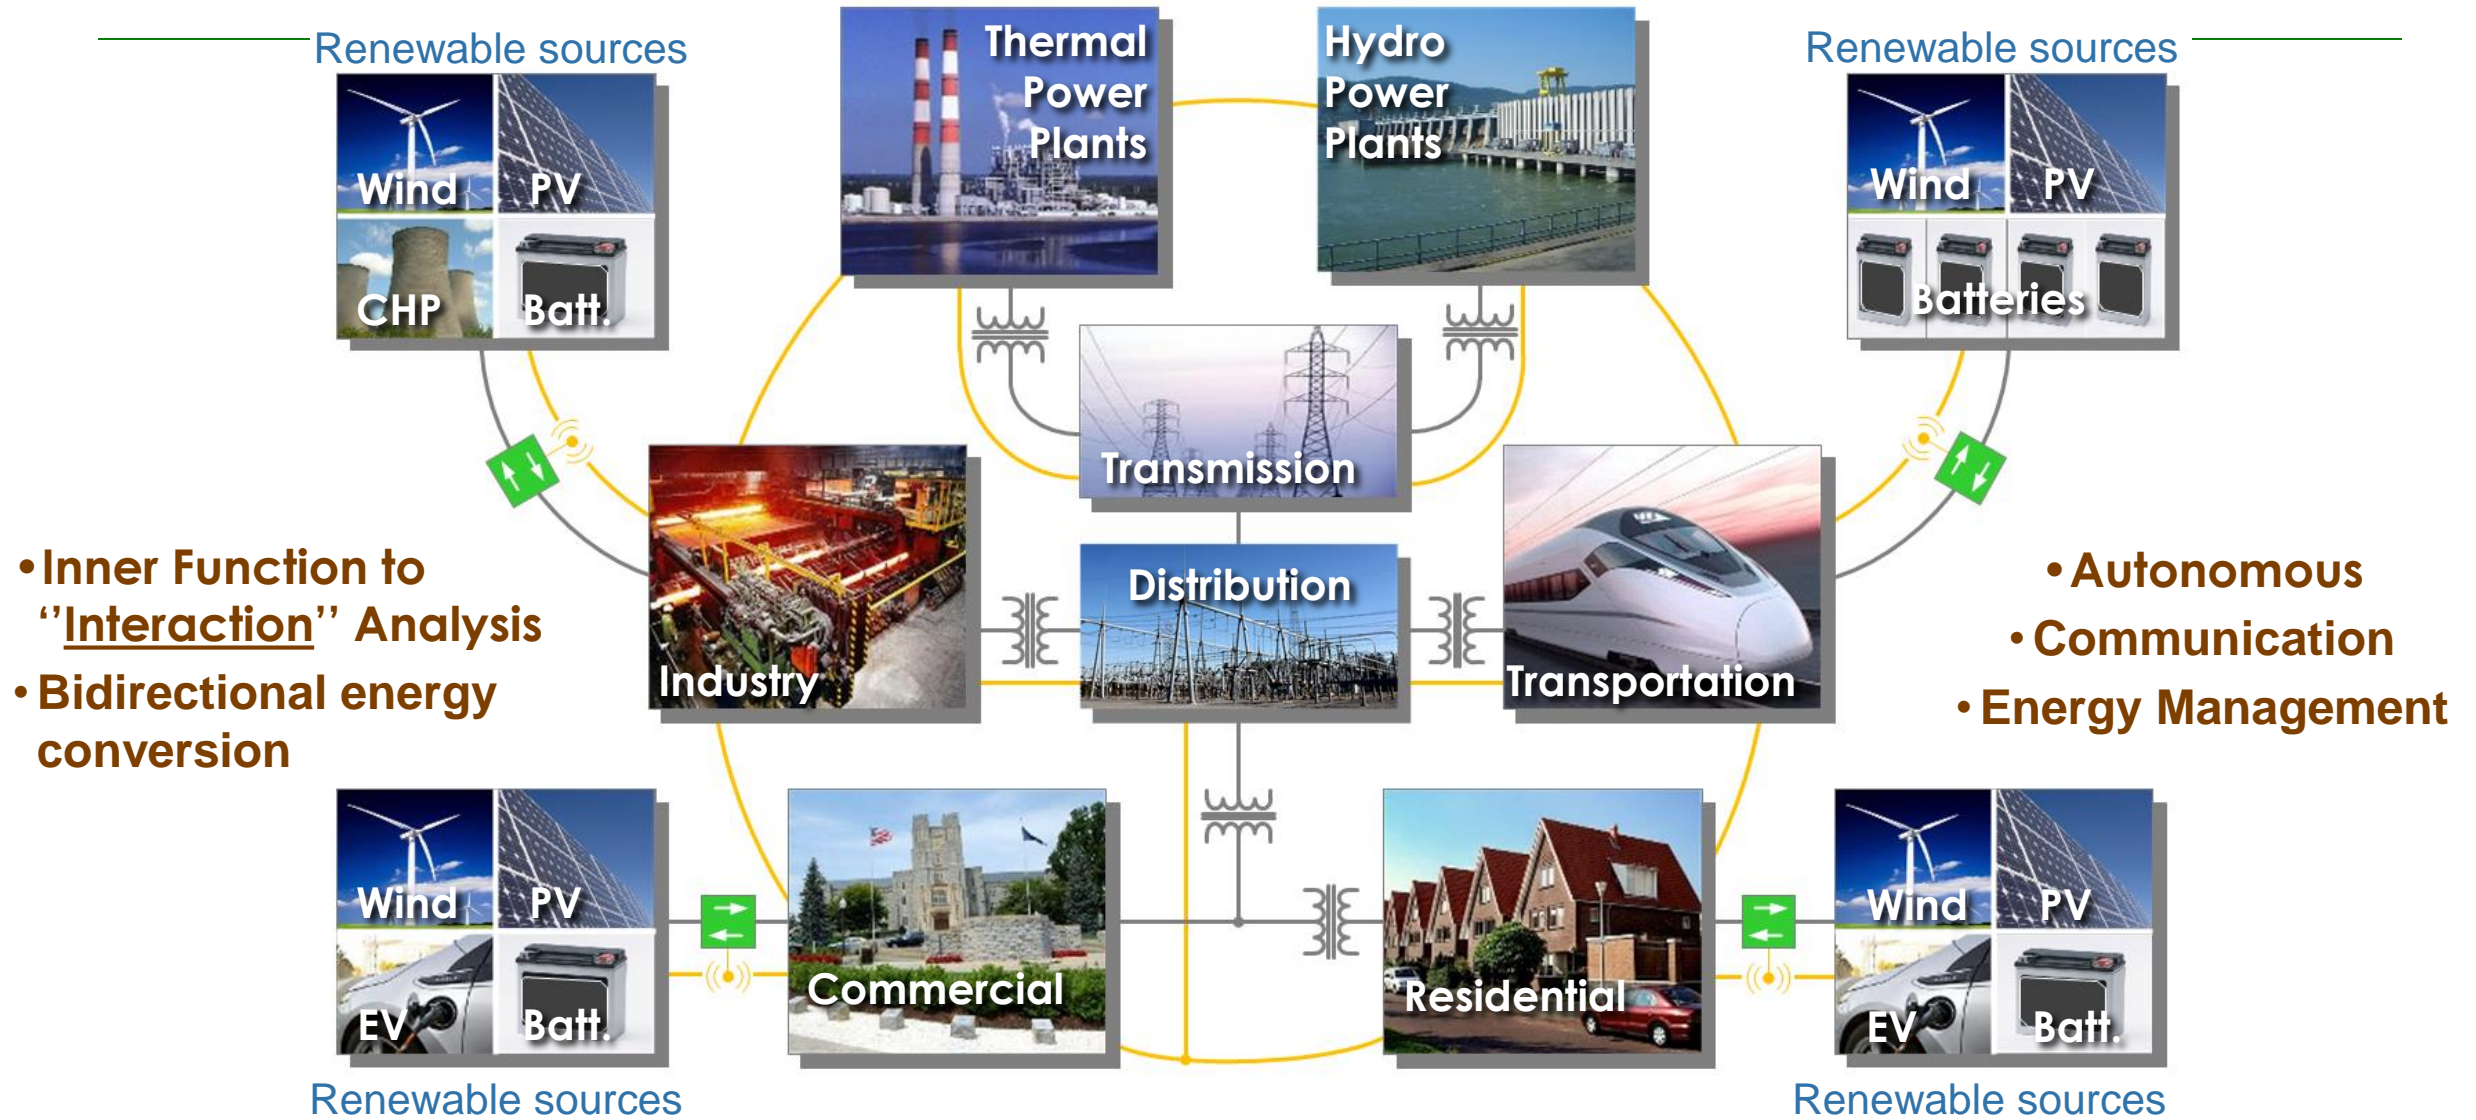 Renewable sources
Wind PV
CHP Batt.
Thermal
Power
Plants
Hydro
Power
Plants
Renewable sources
Wind PV
Batteries
Transmission
Industry
Distribution
Transportation
•Inner Function to
‘’Interaction’’ Analysis
•Bidirectional energy
conversion
•Autonomous
•Communication
•Energy Management
Wind PV
EV Batt.
Renewable sources
Commercial
Residential
Wind PV
EV Batt.
Renewable sources